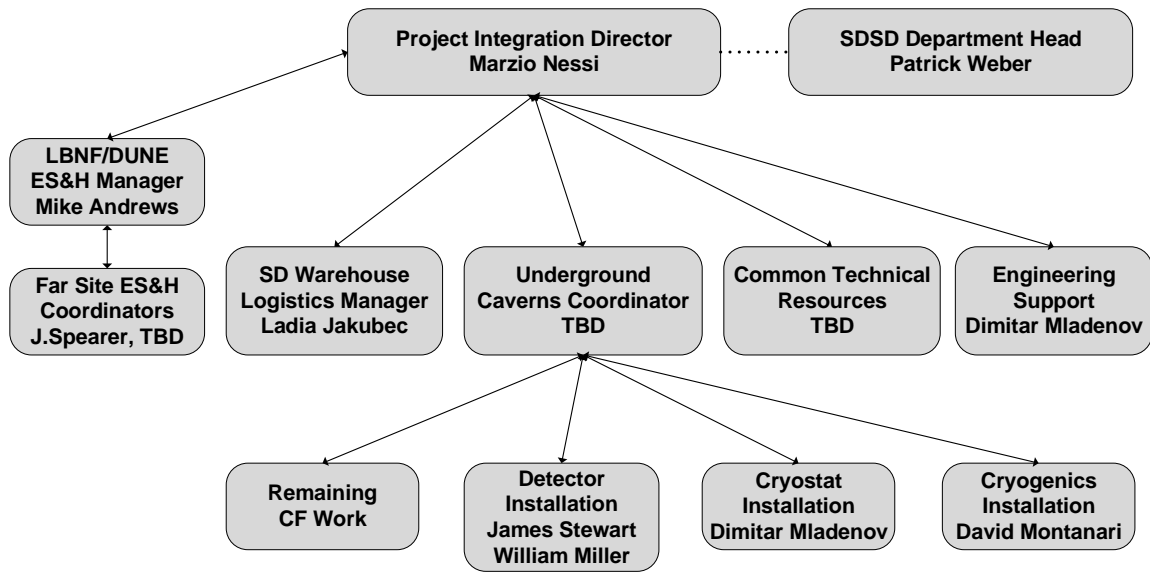 Project Integration Director
Marzio Nessi
SDSD Department Head
Patrick Weber
LBNF/DUNE
ES&H Manager
Mike Andrews
Far Site ES&H
Coordinators
J.Spearer, TBD
SD Warehouse
Logistics Manager
Ladia Jakubec
Underground
Caverns Coordinator
TBD
Common Technical
Resources
TBD
Engineering
Support
Dimitar Mladenov
Remaining
CF Work
Detector
Installation
James Stewart
William Miller
Cryostat
Installation
Dimitar Mladenov
Cryogenics
Installation
David Montanari